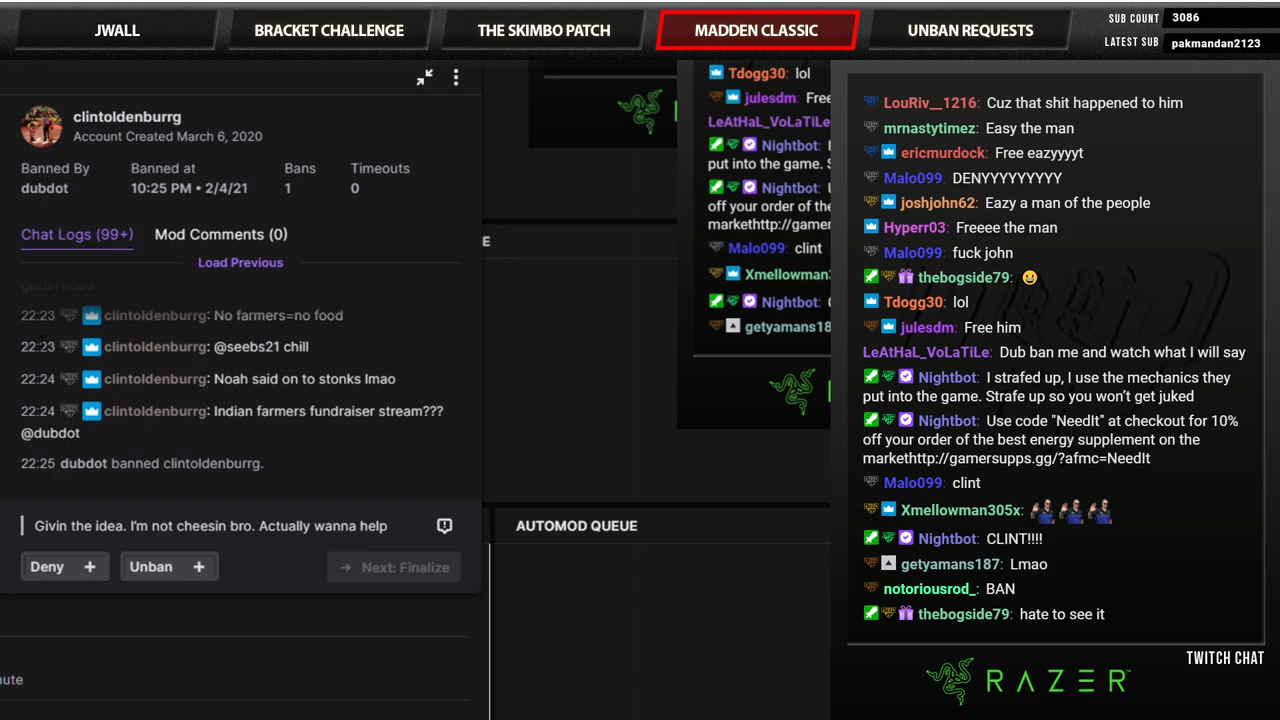 JWALL
BRACKET CHALLENGE
THE SKIMBO PATCH
MADDEN CLASSIC
UNBAN REQUESTS
SUB COUNT 3086
LATEST SUB pakmandan2123
clintoldenburrg
Account Created March 6, 2020
Banned By Banned at Bans Timeouts
dubdot 10:25 PM • 2/4/21 1 0
Chat Logs (99+) Mod Comments (0)
Load Previous
22:23 clintoldenburrg: No farmers=no food
22:23 clintoldenburrg: @seebs21 chill
22:24 clintoldenburrg: Noah said on to stonks lmao
22:24 clintoldenburrg: Indian farmers fundraiser stream???
@dubdot
22:25 dubdot banned clintoldenburrg.
Givin the idea. I'm not cheesin bro. Actually wanna help
Deny + Unban + → Next: Finalize
nute
E
AUTOMOD QUEUE
Tdogg30: lol
julesdm: Free
LeAtHaL_VoLaTiLe
Nightbot: I
put into the game. S
Nightbot: U
off your order of the
markethttp://gamer
Malo099: clint
Xmellowman3
Nightbot: C
getyamans18
LouRiv__1216: Cuz that shit happened to him
mrnastytimez: Easy the man
ericmurdock: Free eazyyyyt
Malo099: DENYYYYYYYYY
joshjohn62: Eazy a man of the people
Hyperr03: Freeee the man
Malo099: fuck john
thebogside79: 😀
Tdogg30: lol
julesdm: Free him
LeAtHaL_VoLaTiLe: Dub ban me and watch what I will say
Nightbot: I strafed up, I use the mechanics they
put into the game. Strafe up so you won't get juked
Nightbot: Use code "NeedIt" at checkout for 10%
off your order of the best energy supplement on the
markethttp://gamersupps.gg/?afmc=NeedIt
Malo099: clint
Xmellowman305x:
Nightbot: CLINT!!!!
getyamans187: Lmao
notoriousrod_: BAN
thebogside79: hate to see it
TWITCH CHAT
RAZER